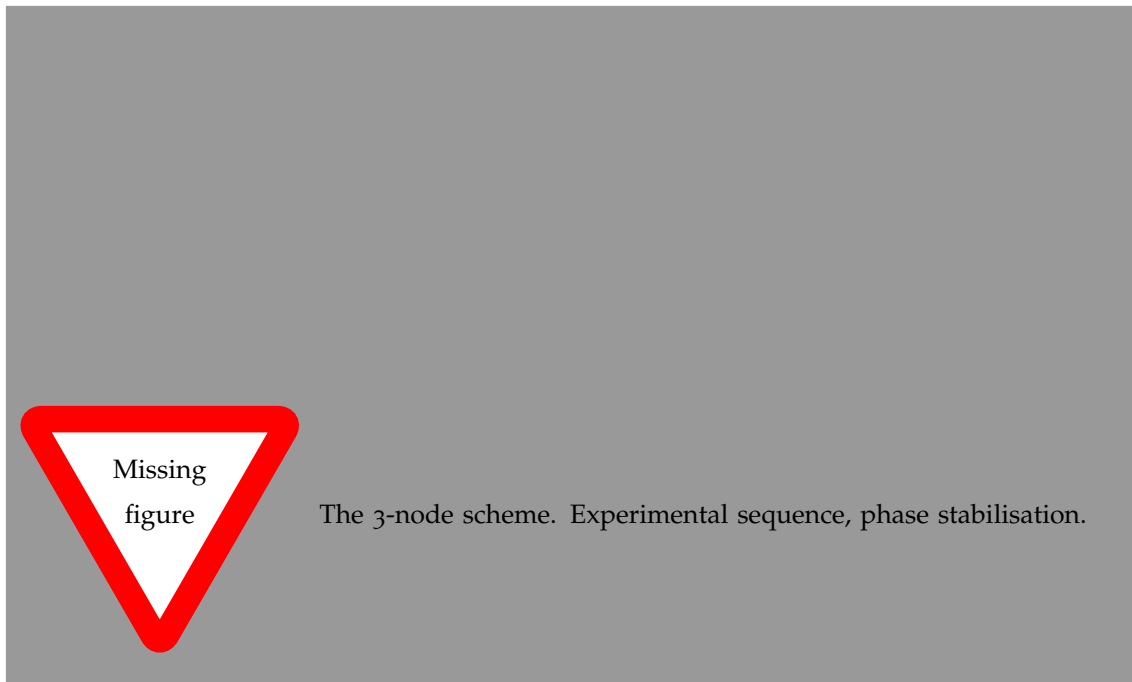 Missing
figure
The 3-node scheme. Experimental sequence, phase stabilisation.